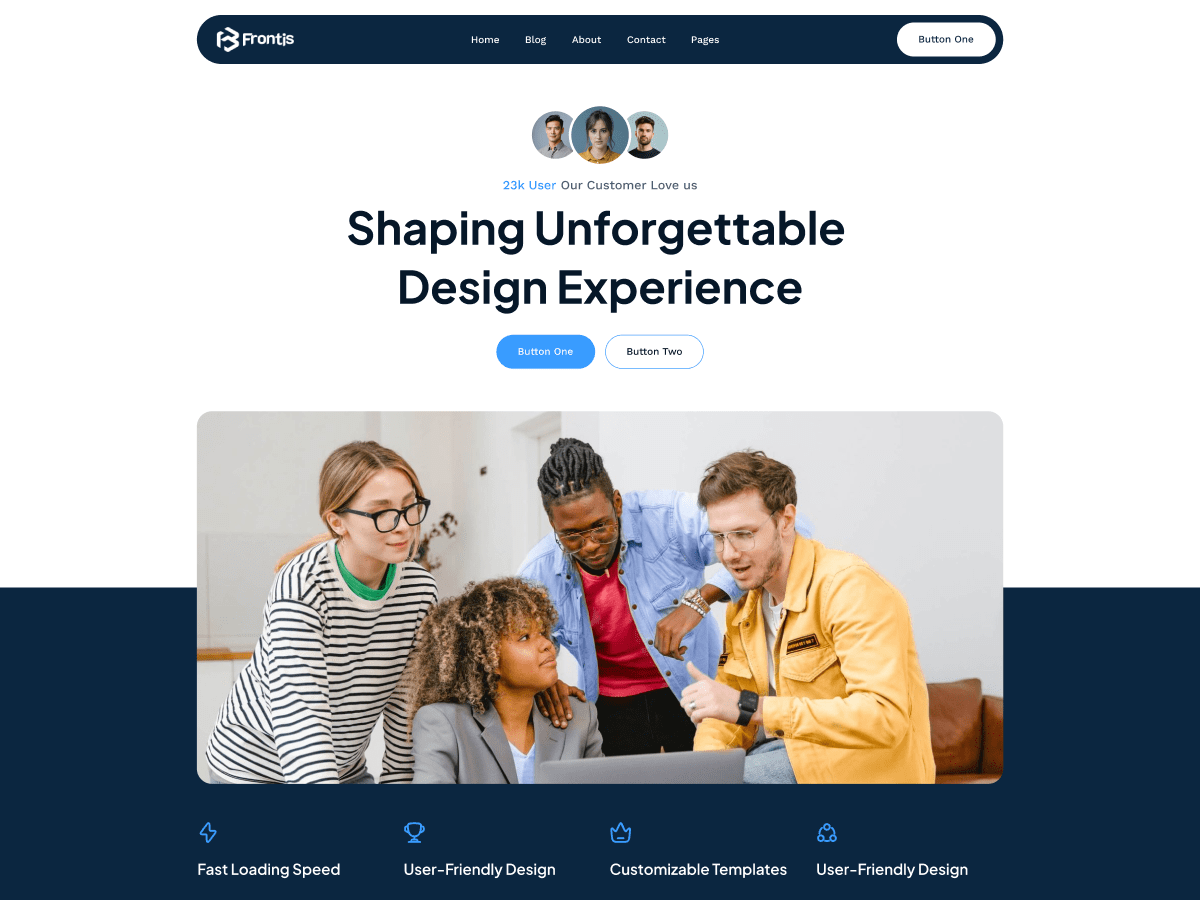 Frontis
Home Blog About Contact Pages
Button One
23k User Our Customer Love us
Shaping Unforgettable
Design Experience
Button One Button Two
Fast Loading Speed User-Friendly Design Customizable Templates User-Friendly Design